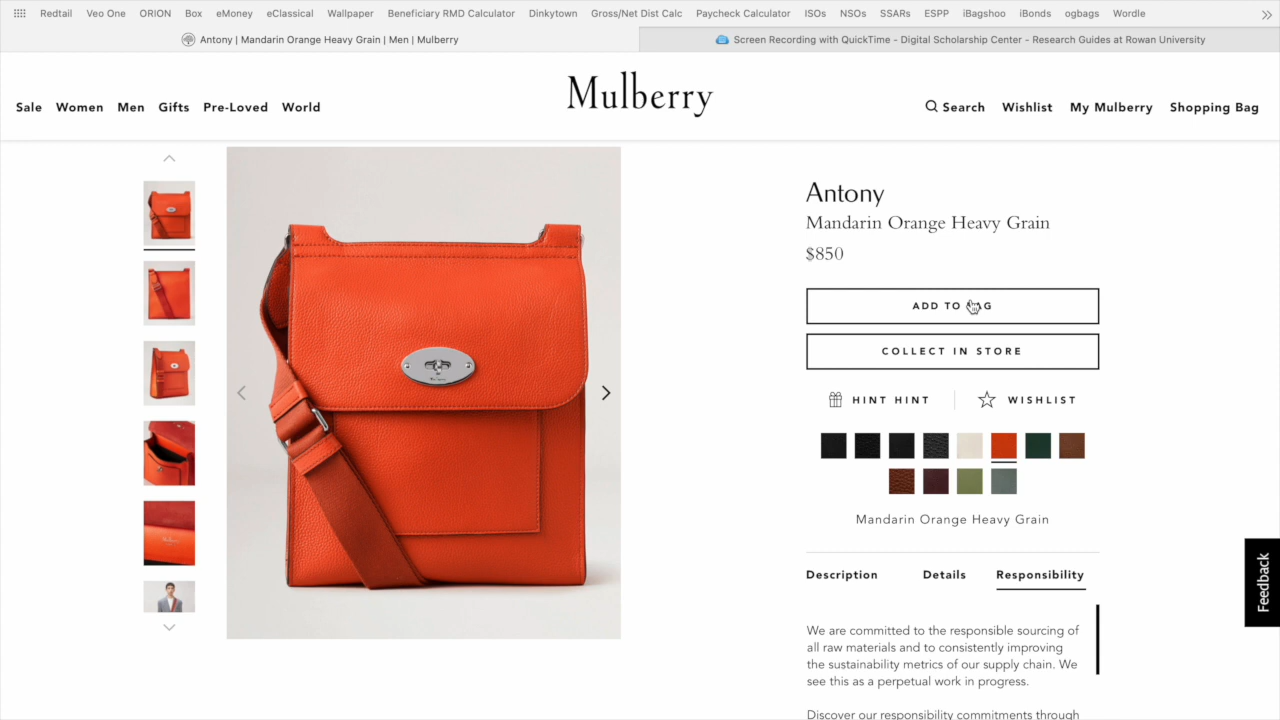 Redtail Veo One ORION Box eMoney eClassical Wallpaper Beneficiary RMD Calculator Dinkytown Gross/Net Dist Calc Paycheck Calculator ISOs NSOs SSARs ESPP iBagshoo iBonds ogbags Wordle
Antony | Mandarin Orange Heavy Grain | Men | Mulberry
Screen Recording with QuickTime - Digital Scholarship Center - Research Guides at Rowan University
Mulberry
Sale Women Men Gifts Pre-Loved World
Search Wishlist My Mulberry Shopping Bag
Antony
Mandarin Orange Heavy Grain
$850
ADD TO BAG
COLLECT IN STORE
HINT HINT
WISHLIST
Mandarin Orange Heavy Grain
Description Details Responsibility
Feedback
We are committed to the responsible sourcing of
all raw materials and to consistently improving
the sustainability metrics of our supply chain. We
see this as a perpetual work in progress.
Discover our responsibility commitments through